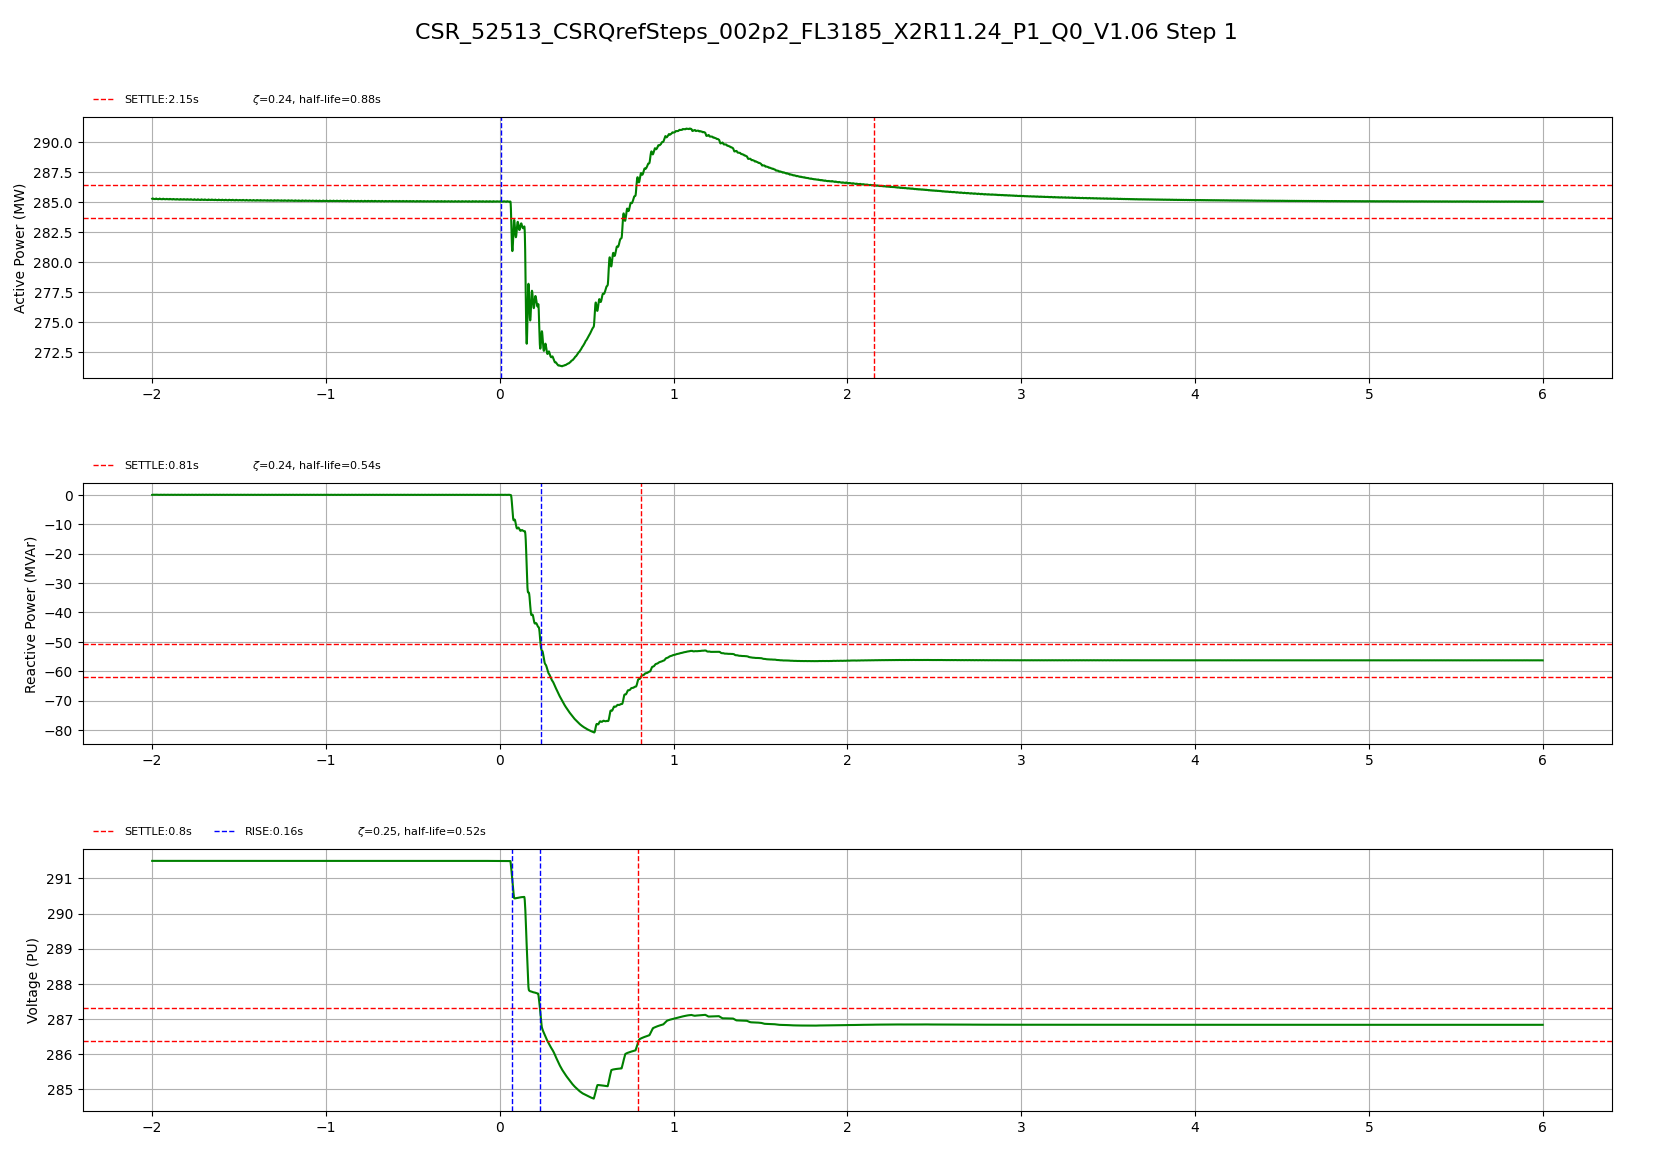 CSR_52513_CSRQrefSteps_002p2_FL3185_X2R11.24_P1_Q0_V1.06 Step 1
SETTLE:2.15s ζ=0.24, half-life=0.88s
Active Power (MW)
290.0
287.5
285.0
282.5
280.0
277.5
275.0
272.5
−2 −1 0 1 2 3 4 5 6
SETTLE:0.81s ζ=0.24, half-life=0.54s
Reactive Power (MVAr)
0
−10
−20
−30
−40
−50
−60
−70
−80
−2 −1 0 1 2 3 4 5 6
SETTLE:0.8s RISE:0.16s ζ=0.25, half-life=0.52s
Voltage (PU)
291
290
289
288
287
286
285
−2 −1 0 1 2 3 4 5 6